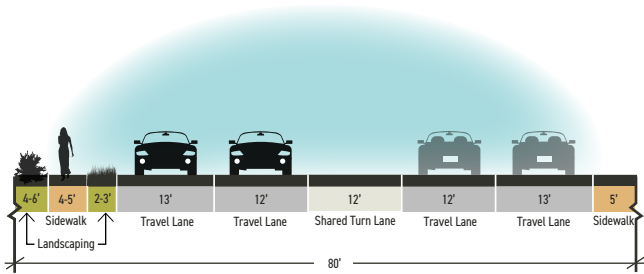 4-6' 4-5' 2-3' 13' 12' 12' 12' 13' 5'
Sidewalk Travel Lane Travel Lane Shared Turn Lane Travel Lane Travel Lane Sidewalk
Landscaping
80'